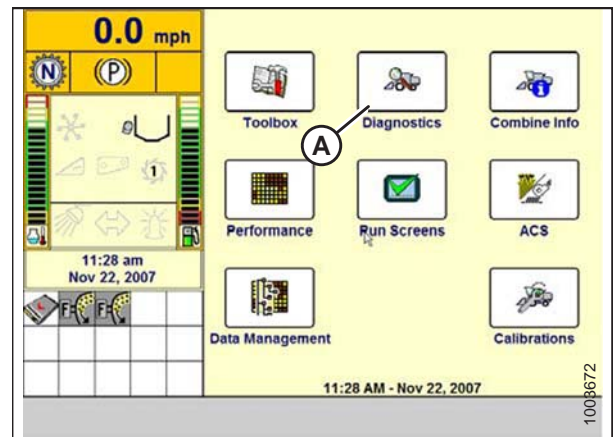 0.0 mph
N
(P)
1
11:28 am
Nov 22, 2007
F=
F=
Toolbox
Diagnostics
Combine Info
A
Performance
Run Screens
ACS
Data Management
Calibrations
11:28 AM - Nov 22, 2007
1003672